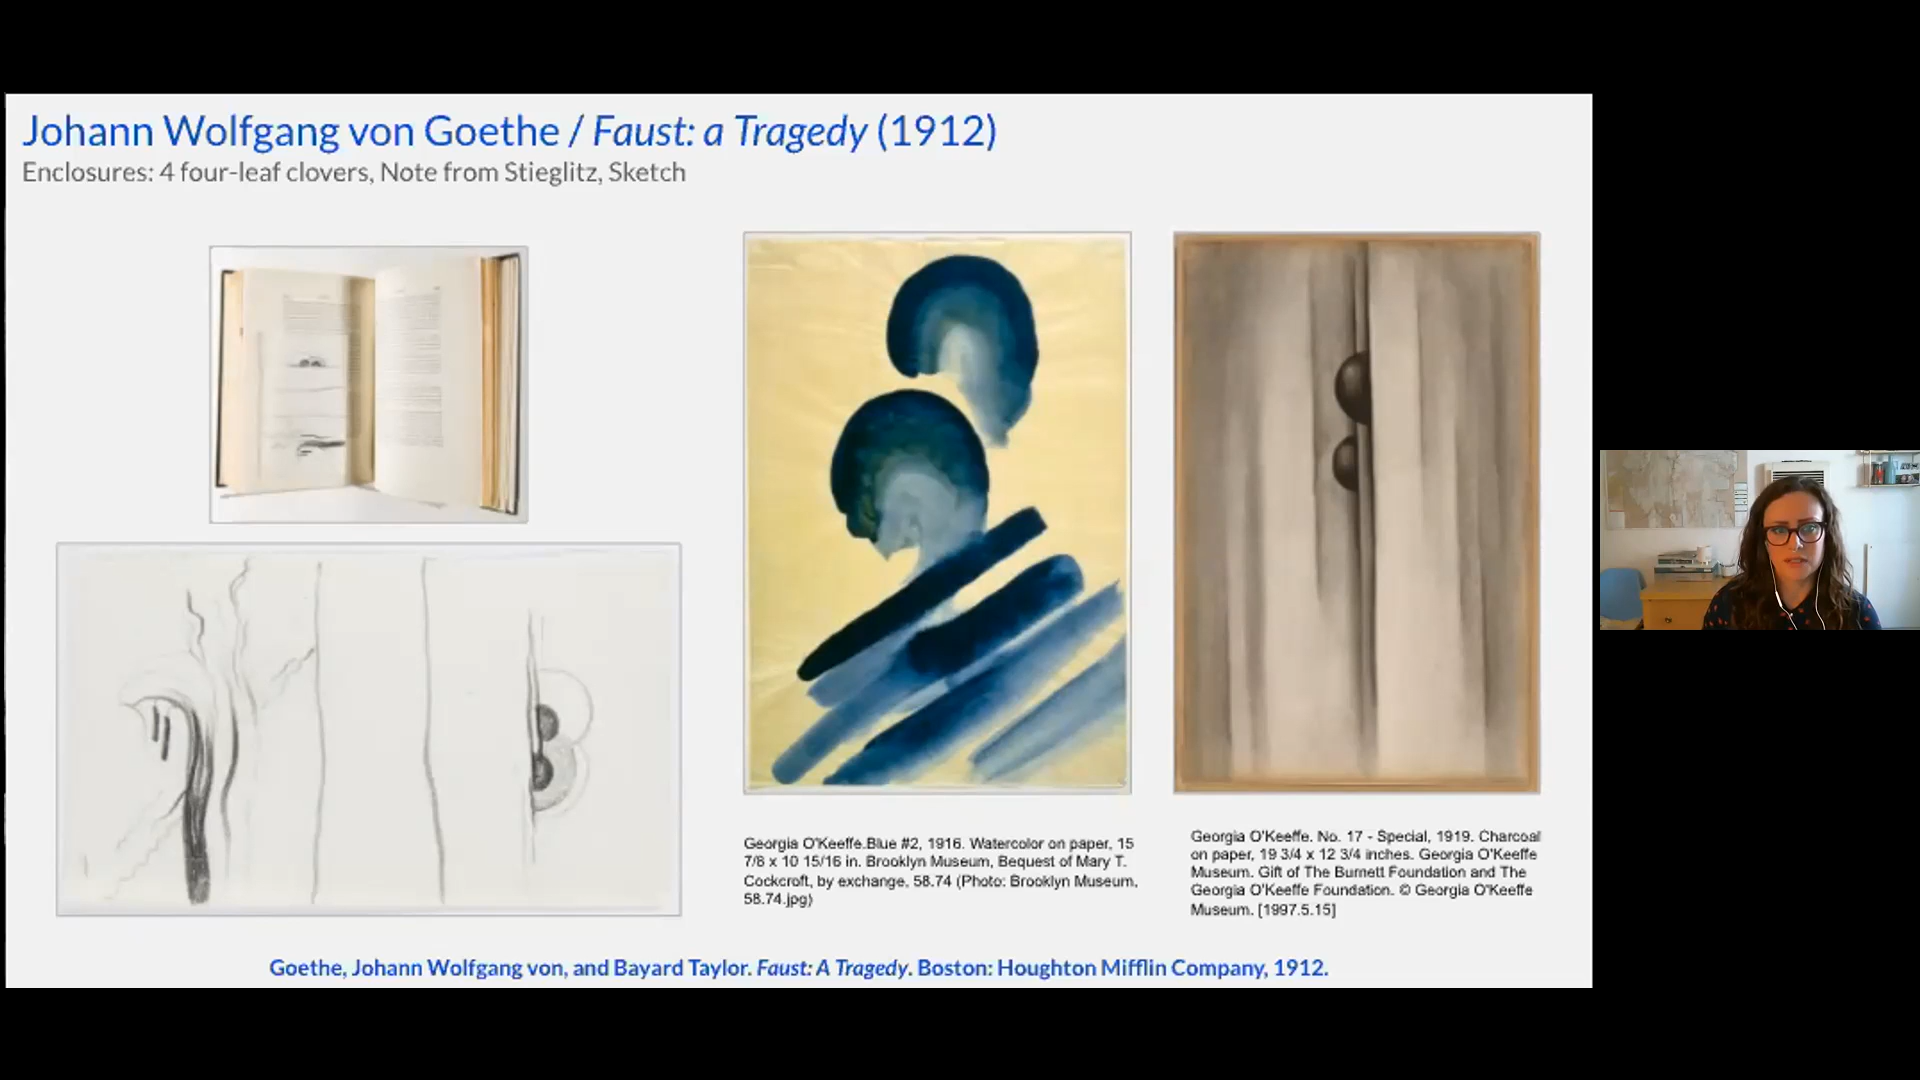 Johann Wolfgang von Goethe / Faust: a Tragedy (1912)
Enclosures: 4 four-leaf clovers, Note from Stieglitz, Sketch
Georgia O'Keeffe.Blue #2, 1916. Watercolor on paper, 15
7/8 x 10 15/16 in. Brooklyn Museum, Bequest of Mary T.
Cockcroft, by exchange, 58.74 (Photo: Brooklyn Museum,
58.74.jpg)
Georgia O'Keeffe. No. 17 - Special, 1919. Charcoal
on paper, 19 3/4 x 12 3/4 inches. Georgia O'Keeffe
Museum. Gift of The Burnett Foundation and The
Georgia O'Keeffe Foundation. © Georgia O'Keeffe
Museum. [1997.5.15]
Goethe, Johann Wolfgang von, and Bayard Taylor. Faust: A Tragedy. Boston: Houghton Mifflin Company, 1912.